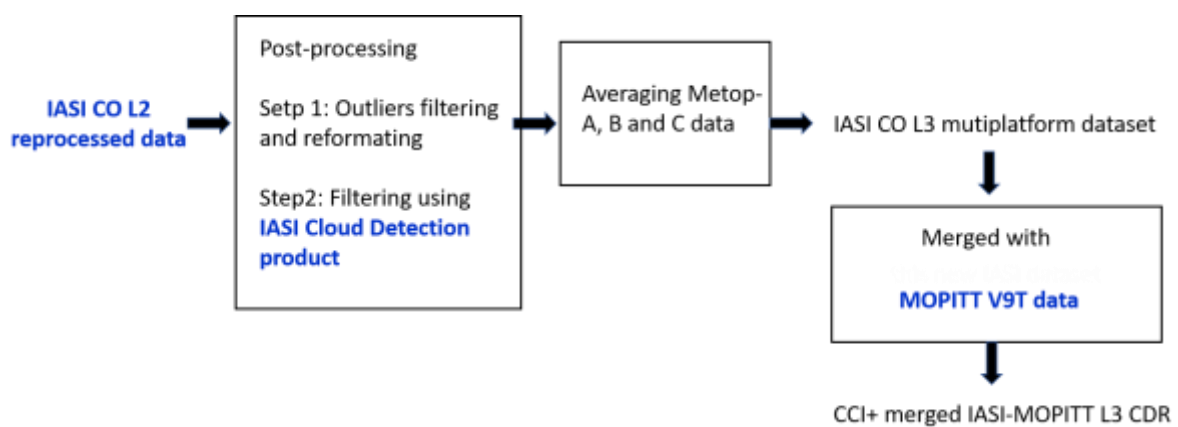 Post-processing
IASI CO L2
reprocessed data
Setp 1: Outliers filtering
and reformating
Step2: Filtering using
IASI Cloud Detection
product
Averaging Metop-
A, B and C data
IASI CO L3 mutiplatform dataset
Merged with
MOPITT V9T data
CCI+ merged IASI-MOPITT L3 CDR